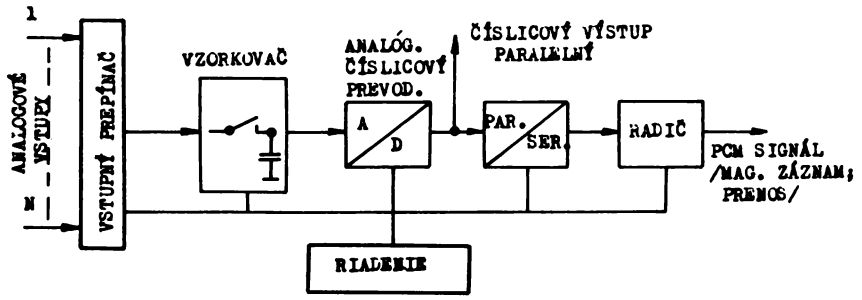 1
ANALOGOVÉ
VSTUPY
N
VSTUPNÝ PREPÍNAČ
VZORKOVAČ
ANALÓG.
ČÍSLICOVÝ
PREVOD.
A
D
ČÍSLICOVÝ VÝSTUP
PARALELNÝ
PAR.
SER.
RADIČ
PCM SIGNÁL
/MAG. ZÁZNAM;
PRENOS/
RIADENIE